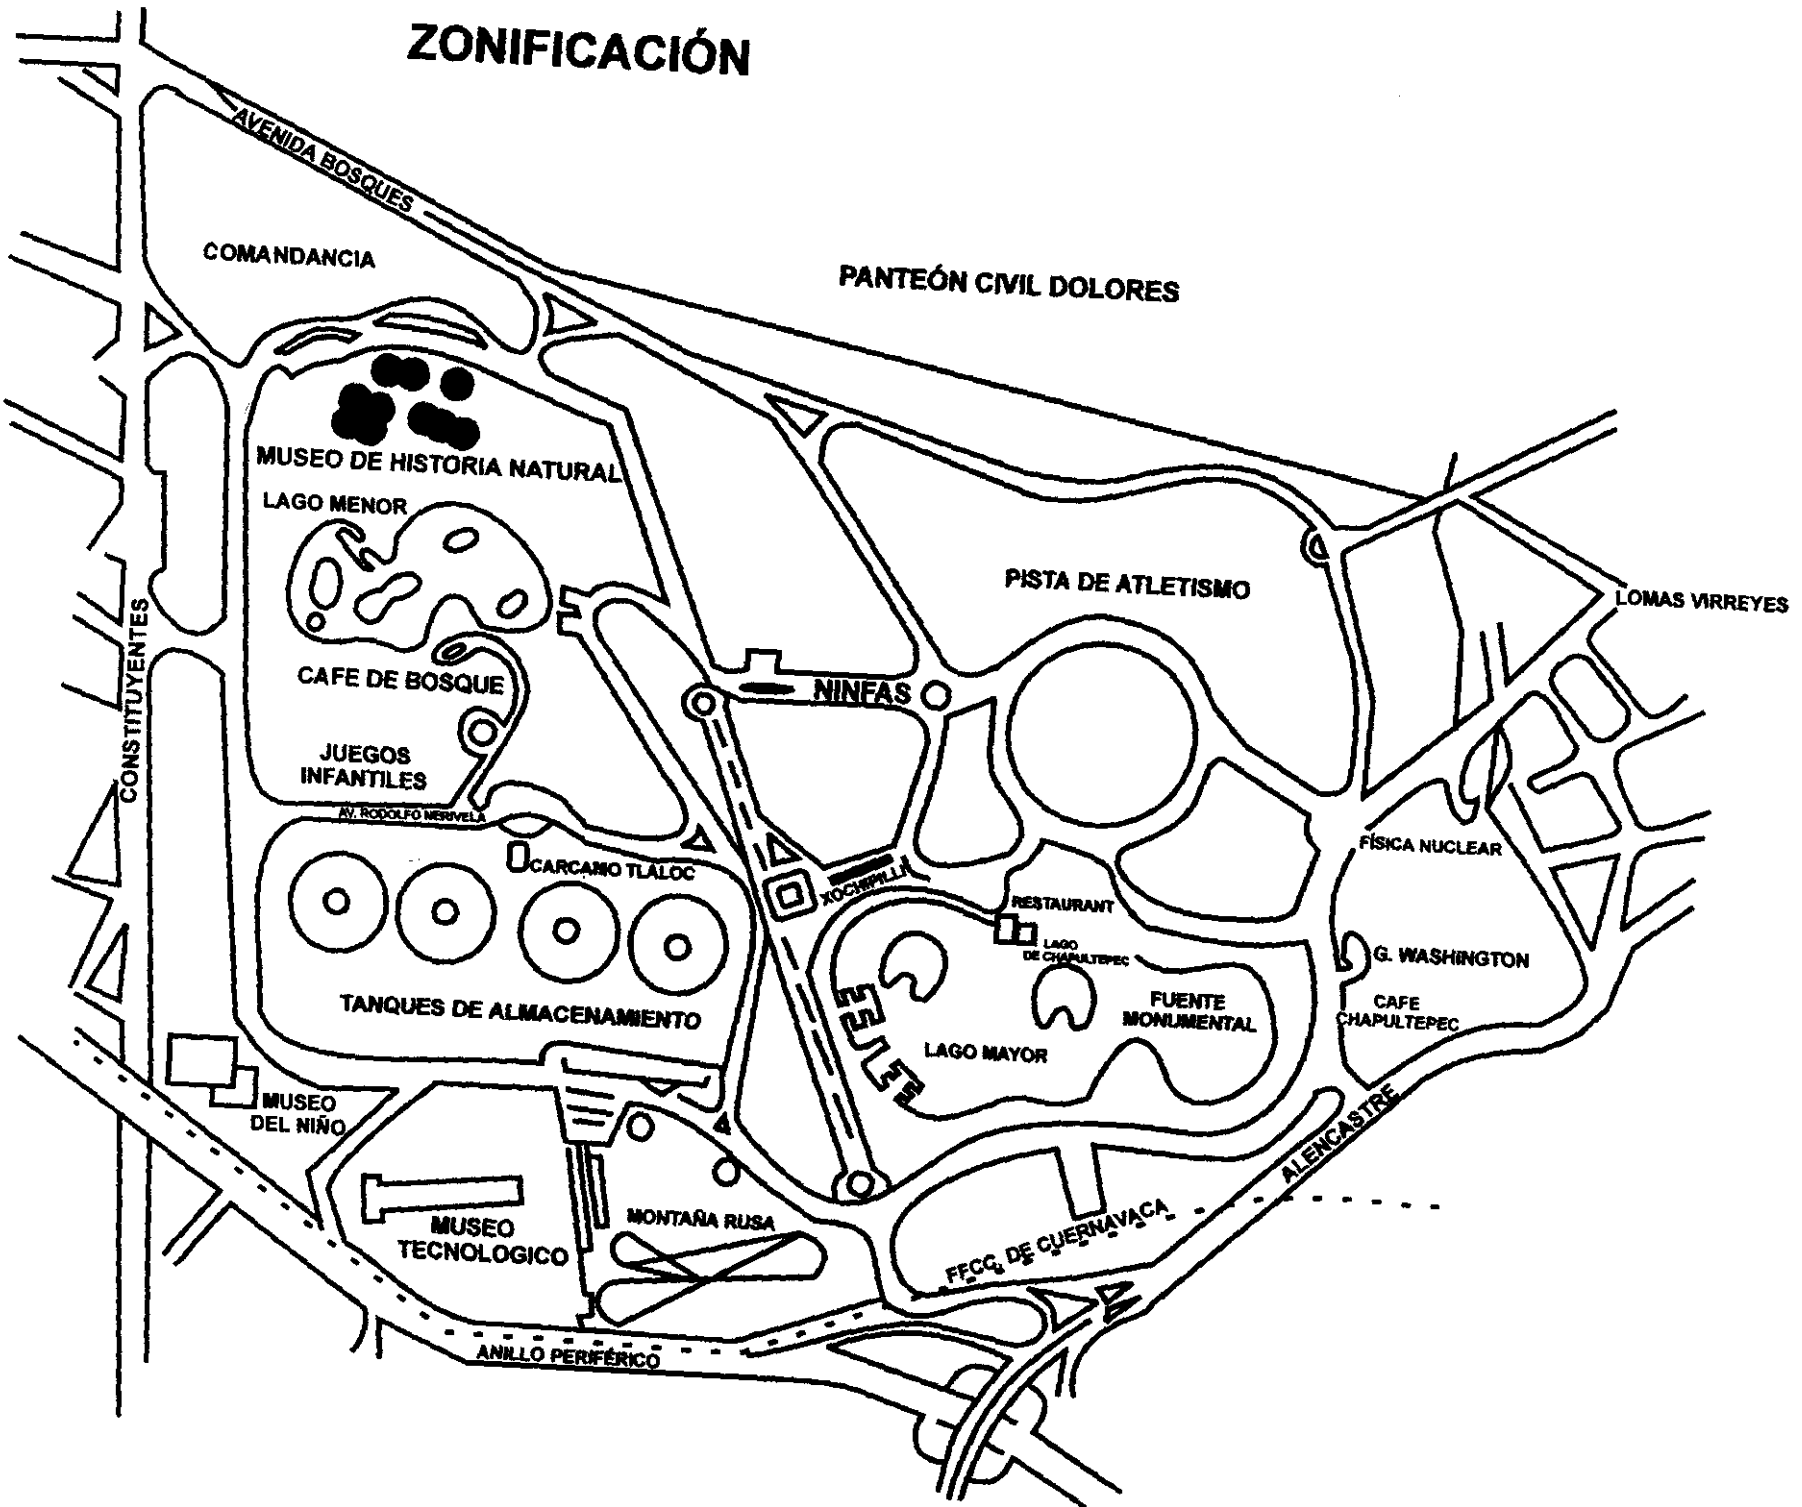 ZONIFICACIÓN
AVENIDA BOSQUES
COMANDANCIA
PANTEÓN CIVIL DOLORES
MUSEO DE HISTORIA NATURAL
LAGO MENOR
PISTA DE ATLETISMO
LOMAS VIRREYES
CONSTITUYENTES
CAFE DE BOSQUE
NINFAS
JUEGOS
INFANTILES
AV. RODOLFO NERIVELA
FÍSICA NUCLEAR
CARCAMO TLALOC
XOCHIPILLI
RESTAURANT
LAGO
DE CHAPULTEPEC
G. WASHINGTON
TANQUES DE ALMACENAMIENTO
FUENTE
MONUMENTAL
CAFE
CHAPULTEPEC
LAGO MAYOR
MUSEO
DEL NIÑO
ALENCASTRE
MUSEO
TECNOLOGICO
MONTAÑA RUSA
FFCC. DE CUERNAVACA
ANILLO PERIFÉRICO